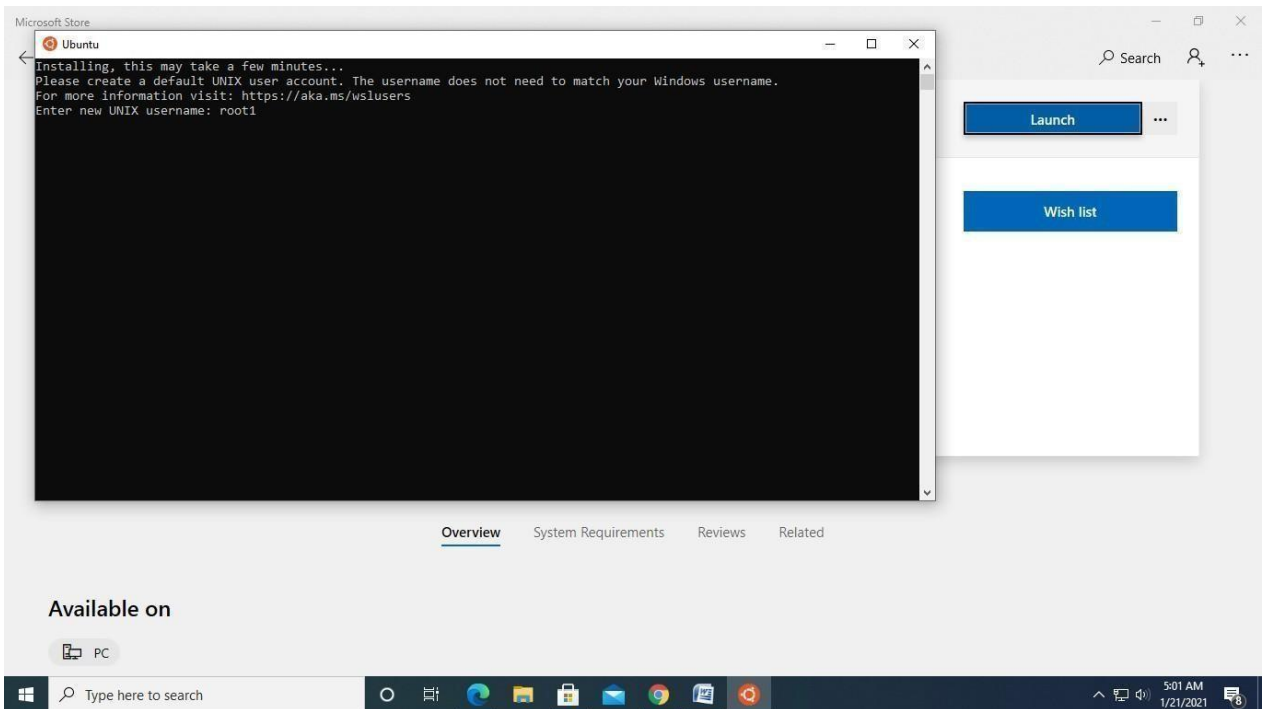 Microsoft Store
Ubuntu
Installing, this may take a few minutes...
Please create a default UNIX user account. The username does not need to match your Windows username.
For more information visit: https://aka.ms/wslusers
Enter new UNIX username: root1
Search
Launch
Wish list
Overview System Requirements Reviews Related
Available on
PC
Type here to search
5:01 AM
1/21/2021
8